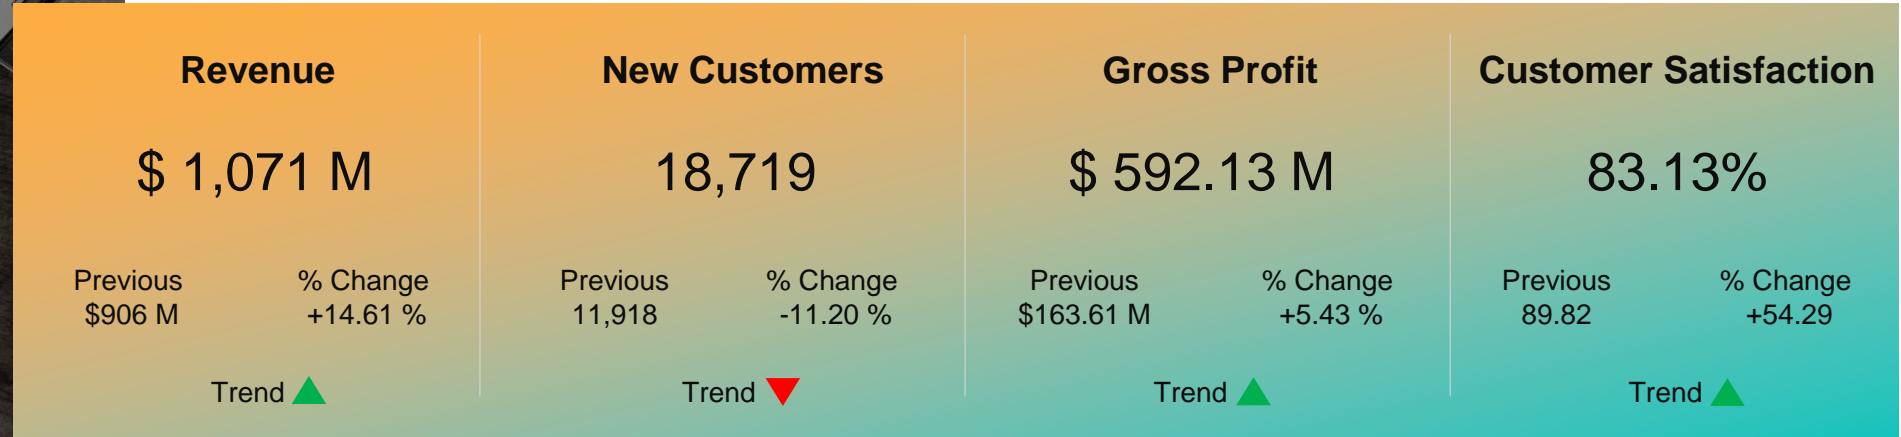 Revenue
$ 1,071 M
Previous % Change
$906 M +14.61 %
Trend
New Customers
18,719
Previous % Change
11,918 -11.20 %
Trend
Gross Profit
$ 592.13 M
Previous % Change
$163.61 M +5.43 %
Trend
Customer Satisfaction
83.13%
Previous % Change
89.82 +54.29
Trend